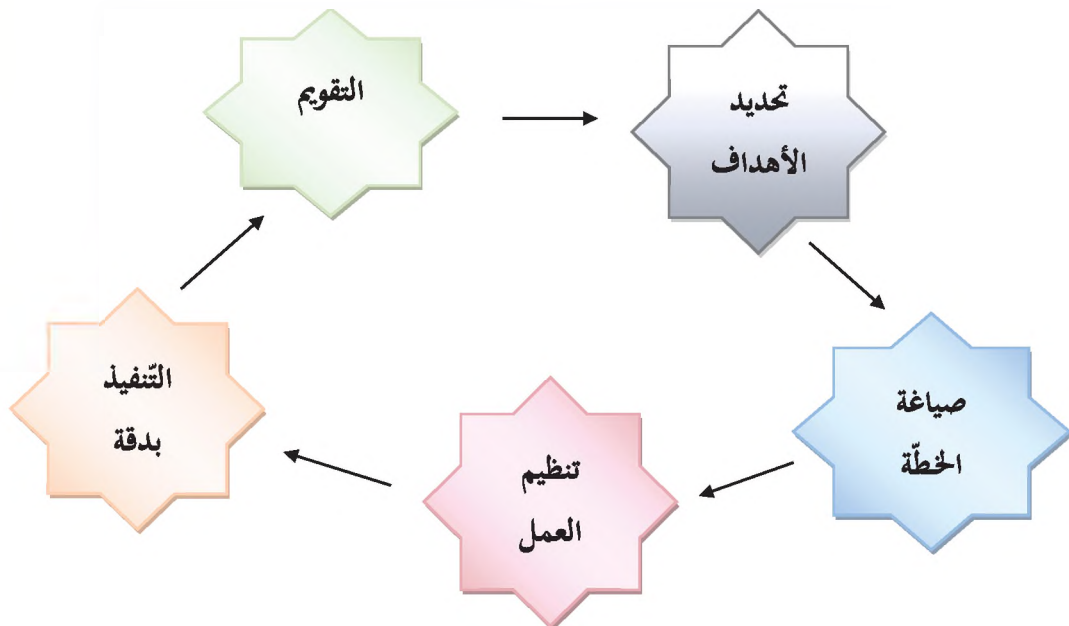 تحديد
الأهداف
صياغة
الخطّة
تنظيم
العمل
التّنفيذ
بدقة
التقويم